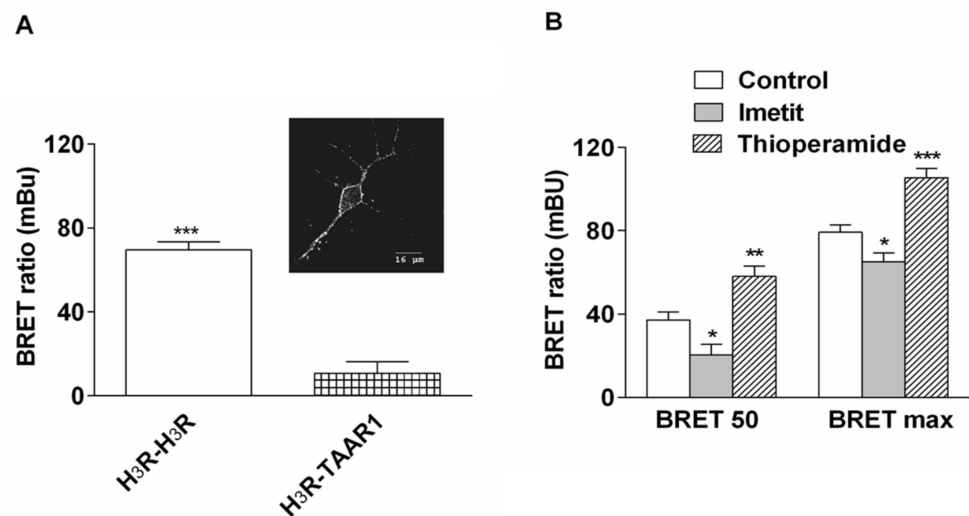 A
BRET ratio (mBu)
120
80
40
0
***
16 µm
H₃R-H₃R
H₃R-TAAR1
B
Control
Imetit
Thioperamide
BRET ratio (mBU)
120
80
40
0
*
**
*
***
BRET 50
BRET max